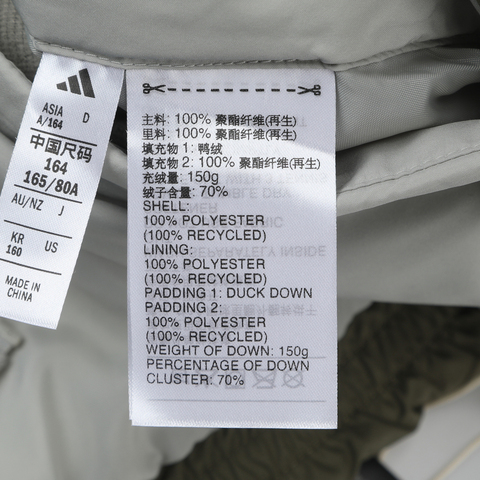 ASIA D
A/164
中国尺码
164
165/80A
AU/NZ J
KR US
160
MADE IN
CHINA
主料: 100% 聚酯纤维(再生)
里料: 100% 聚酯纤维(再生)
填充物 1: 鸭绒
填充物 2: 100% 聚酯纤维(再生)
充绒量: 150g
绒子含量: 70%
SHELL:
100% POLYESTER
(100% RECYCLED)
LINING:
100% POLYESTER
(100% RECYCLED)
PADDING 1: DUCK DOWN
PADDING 2:
100% POLYESTER
(100% RECYCLED)
WEIGHT OF DOWN: 150g
PERCENTAGE OF DOWN
CLUSTER: 70%